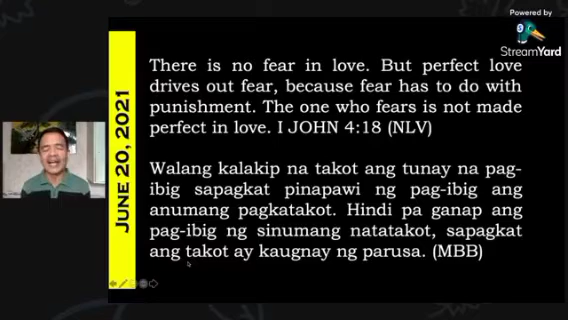 Powered by
StreamYard
JUNE 20, 2021
There is no fear in love. But perfect love
drives out fear, because fear has to do with
punishment. The one who fears is not made
perfect in love. I JOHN 4:18 (NLV)
Walang kalakip na takot ang tunay na pag-
ibig sapagkat pinapawi ng pag-ibig ang
anumang pagkatakot. Hindi pa ganap ang
pag-ibig ng sinumang natatakot, sapagkat
ang takot ay kaugnay ng parusa. (MBB)